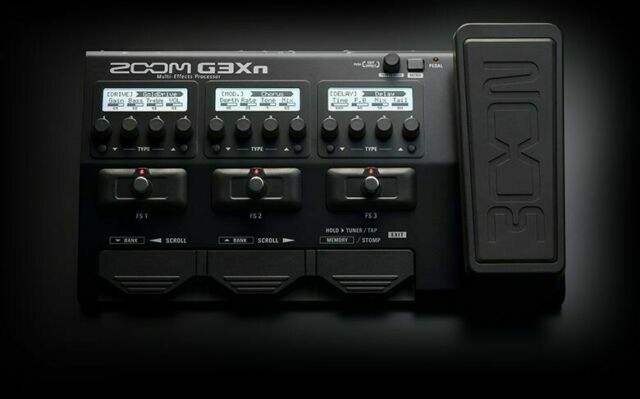 ZOOM G3Xn
Multi-Effects Processor
PEDAL
[DRIVE] GoldDrive
Gain Bass Treble VOL
[MOD.] Chorus
Depth Rate Tone Mix
[DELAY] Delay
Time F.B Mix Tail
TYPE
TYPE
TYPE
FS 1
FS 2
FS 3
HOLD TUNER / TAP
EXIT
BANK SCROLL
BANK SCROLL
MEMORY / STOMP
ZOOM